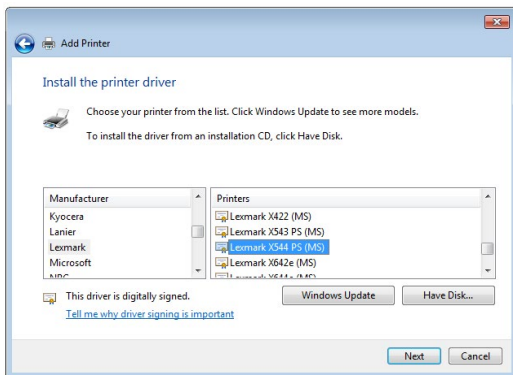 Add Printer
Install the printer driver
Choose your printer from the list. Click Windows Update to see more models.
To install the driver from an installation CD, click Have Disk.
Manufacturer
Kyocera
Lanier
Lexmark
Microsoft
Printers
Lexmark X422 (MS)
Lexmark X543 PS (MS)
Lexmark X544 PS (MS)
Lexmark X642e (MS)
This driver is digitally signed.
Tell me why driver signing is important
Windows Update
Have Disk...
Next
Cancel